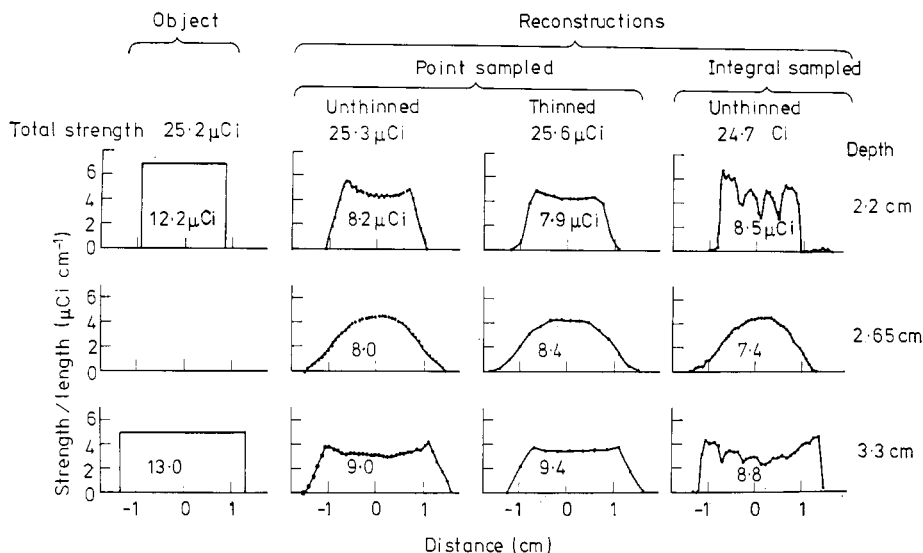 Object
Reconstructions
Point sampled
Integral sampled
Unthinned
Thinned
Unthinned
Total strength 25·2 μCi
25·3 μCi
25·6 μCi
24·7 Ci
Depth
6
4
2
0
12·2 μCi
8·2 μCi
7·9 μCi
8·5 μCi
2·2 cm
6
4
2
0
8·0
8·4
7·4
2·65 cm
6
4
2
0
13·0
9·0
9·4
8·8
3·3 cm
-1 0 1
-1 0 1
-1 0 1
-1 0 1
Strength/length (μCi cm⁻¹)
Distance (cm)